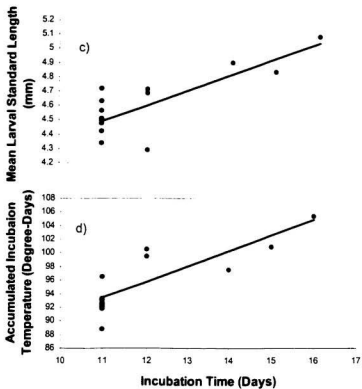 Mean Larval Standard Length
(mm)
5.2
5.1
5
4.9
4.8
4.7
4.6
4.5
4.4
4.3
4.2
c)
Accumulated Incubaion
Temperature (Degree-Days)
108
106
104
102
100
98
96
94
92
90
88
86
d)
10 11 12 13 14 15 16 17
Incubation Time (Days)